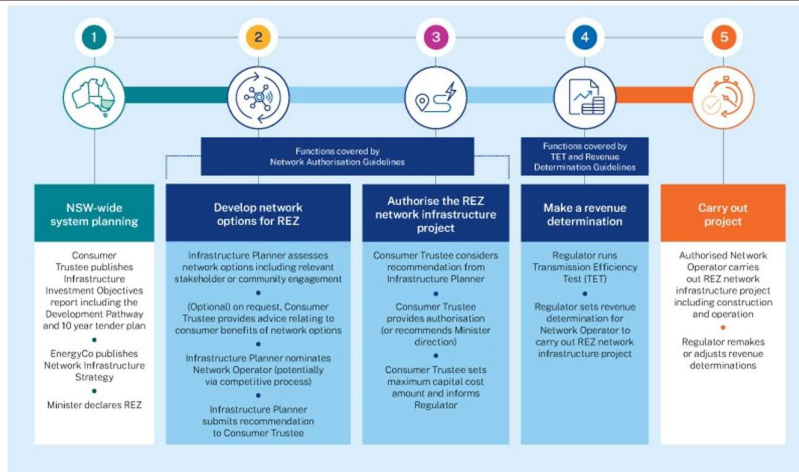 1
2
3
4
5
Functions covered by
Network Authorisation Guidelines
Functions covered by
TET and Revenue
Determination Guidelines
NSW-wide
system planning
Consumer
Trustee publishes
Infrastructure
Investment Objectives
report including the
Development Pathway
and 10 year tender plan
•
EnergyCo publishes
Network Infrastructure
Strategy
•
Minister declares REZ
Develop network
options for REZ
Infrastructure Planner assesses
network options including relevant
stakeholder or community engagement
•
(Optional) on request, Consumer
Trustee provides advice relating to
consumer benefits of network options
•
Infrastructure Planner nominates
Network Operator (potentially
via competitive process)
•
Infrastructure Planner
submits recommendation
to Consumer Trustee
Authorise the REZ
network infrastructure
project
Consumer Trustee considers
recommendation from
Infrastructure Planner
•
Consumer Trustee
provides authorisation
(or recommends Minister
direction)
•
Consumer Trustee sets
maximum capital cost
amount and informs
Regulator
Make a revenue
determination
Regulator runs
Transmission Efficiency
Test (TET)
•
Regulator sets revenue
determination for
Network Operator to
carry out REZ network
infrastructure project
Carry out
project
Authorised Network
Operator carries
out REZ network
infrastructure project
including construction
and operation
•
Regulator remakes
or adjusts revenue
determinations